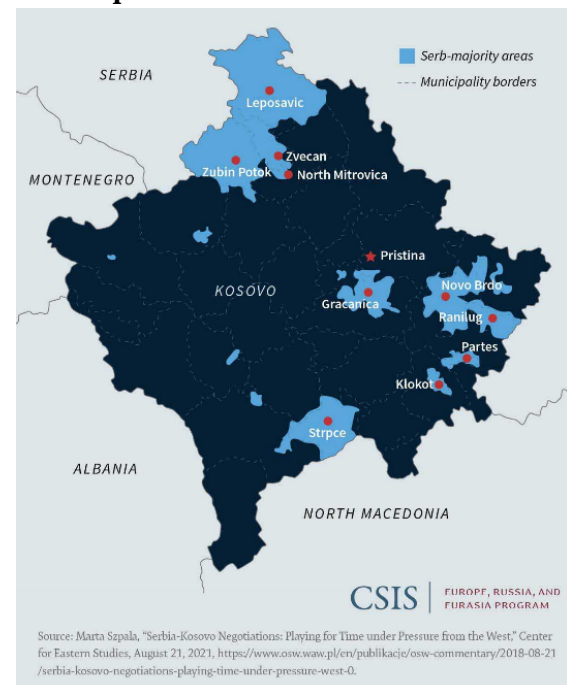 SERBIA
Serb-majority areas
Municipality borders
Leposavic
Zvecan
Zubin Potok
North Mitrovica
MONTENEGRO
Pristina
KOSOVO
Novo Brdo
Gracanica
Ranilug
Partes
Klokot
Strpce
ALBANIA
NORTH MACEDONIA
CSIS
EUROPE, RUSSIA, AND
EURASIA PROGRAM
Source: Marta Szpala, “Serbia-Kosovo Negotiations: Playing for Time under Pressure from the West,” Center
for Eastern Studies, August 21, 2021, https://www.osw.waw.pl/en/publikacje/osw-commentary/2018-08-21
/serbia-kosovo-negotiations-playing-time-under-pressure-west-0.